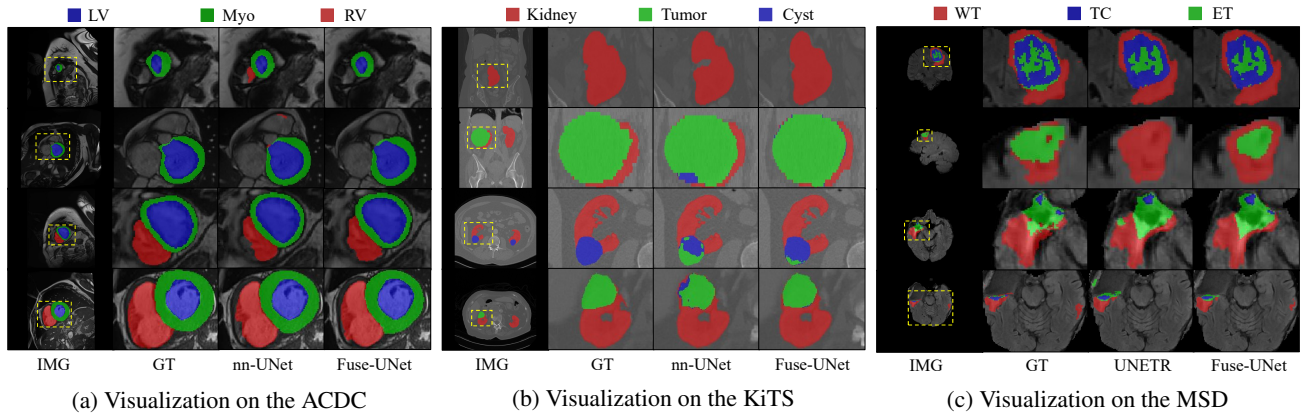 LV Myo RV
IMG GT nn-UNet Fuse-UNet
(a) Visualization on the ACDC
Kidney Tumor Cyst
IMG GT nn-UNet Fuse-UNet
(b) Visualization on the KiTS
WT TC ET
IMG GT UNETR Fuse-UNet
(c) Visualization on the MSD